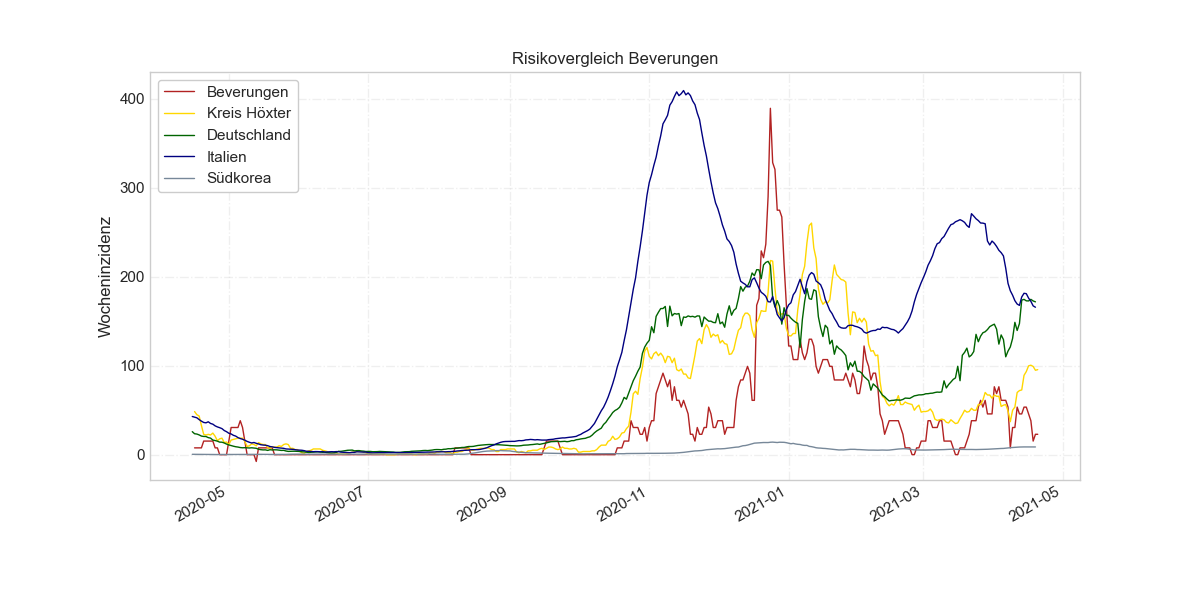 Risikovergleich Beverungen
Wocheninzidenz
400
300
200
100
0
Beverungen
Kreis Höxter
Deutschland
Italien
Südkorea
2020-05
2020-07
2020-09
2020-11
2021-01
2021-03
2021-05